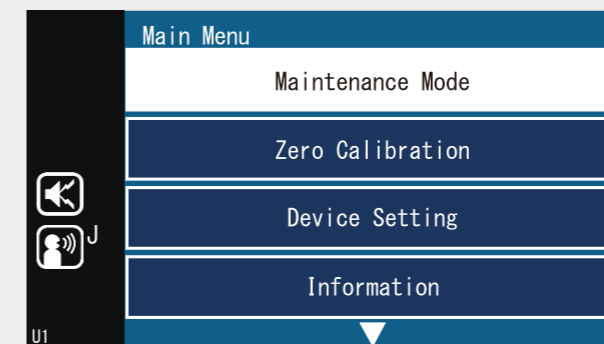 Main Menu
Maintenance Mode
Zero Calibration
Device Setting
Information
J
U1